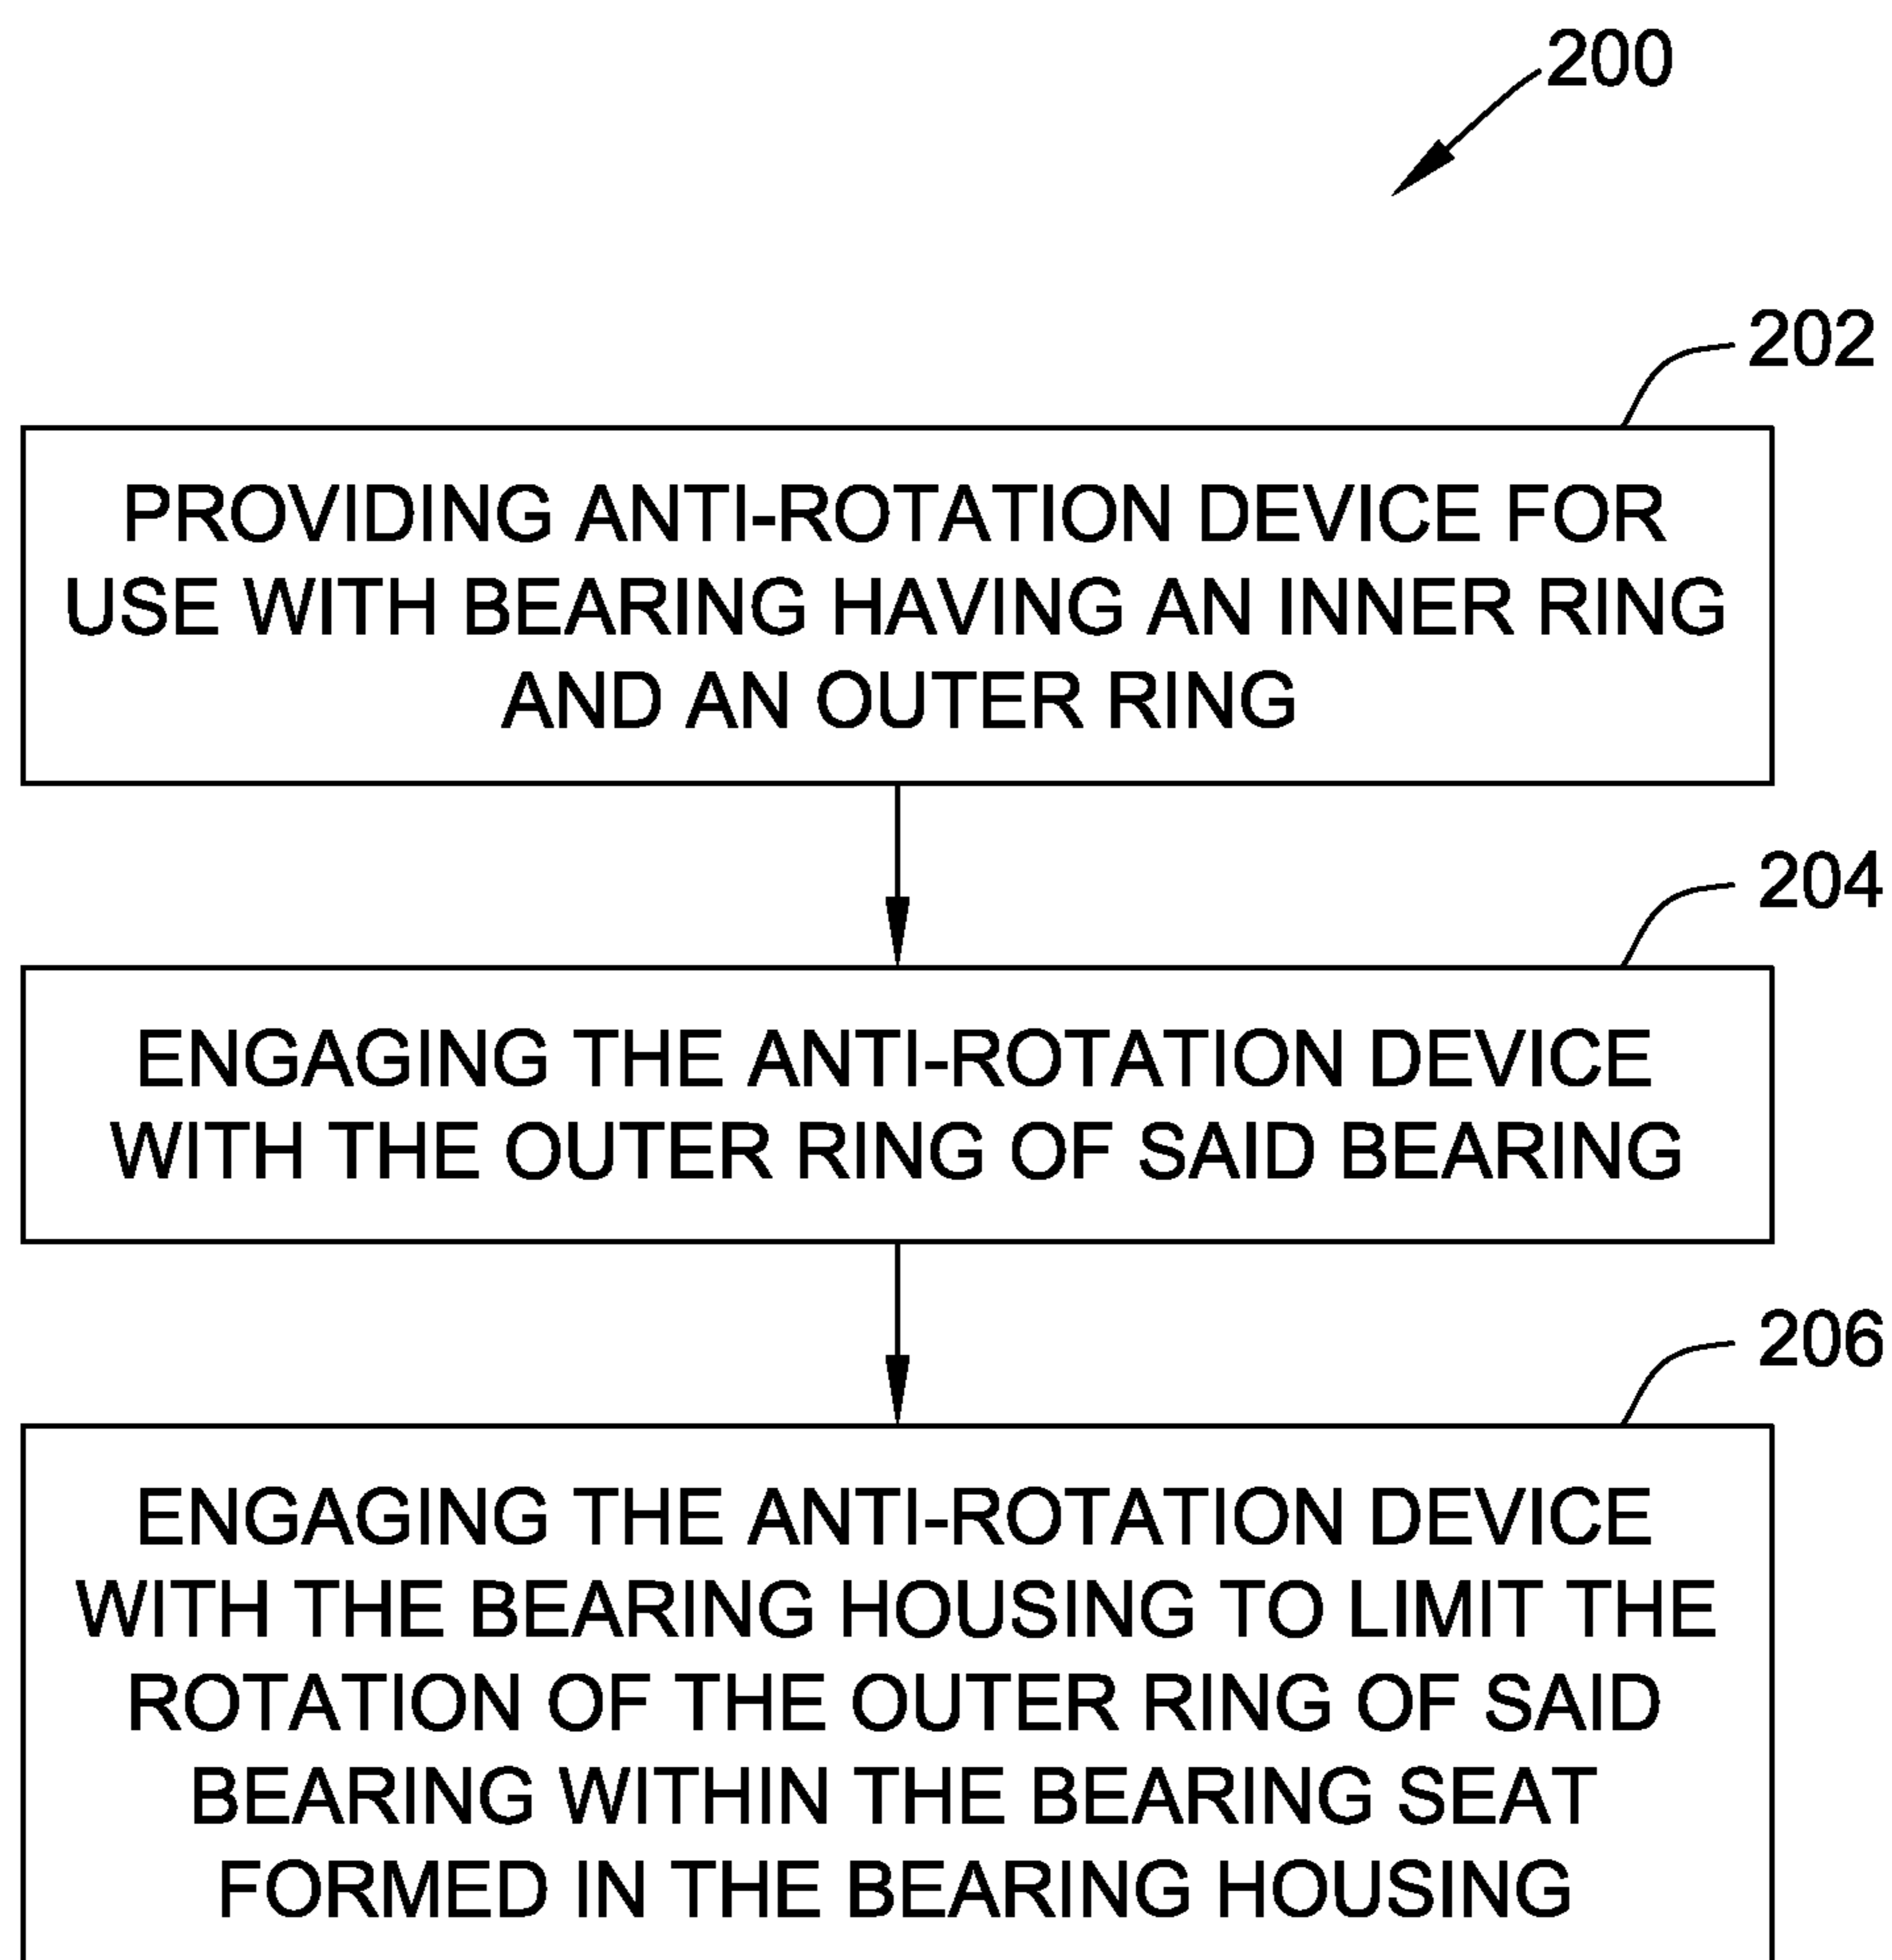 200
202
PROVIDING ANTI-ROTATION DEVICE FOR
USE WITH BEARING HAVING AN INNER RING
AND AN OUTER RING
204
ENGAGING THE ANTI-ROTATION DEVICE
WITH THE OUTER RING OF SAID BEARING
206
ENGAGING THE ANTI-ROTATION DEVICE
WITH THE BEARING HOUSING TO LIMIT THE
ROTATION OF THE OUTER RING OF SAID
BEARING WITHIN THE BEARING SEAT
FORMED IN THE BEARING HOUSING